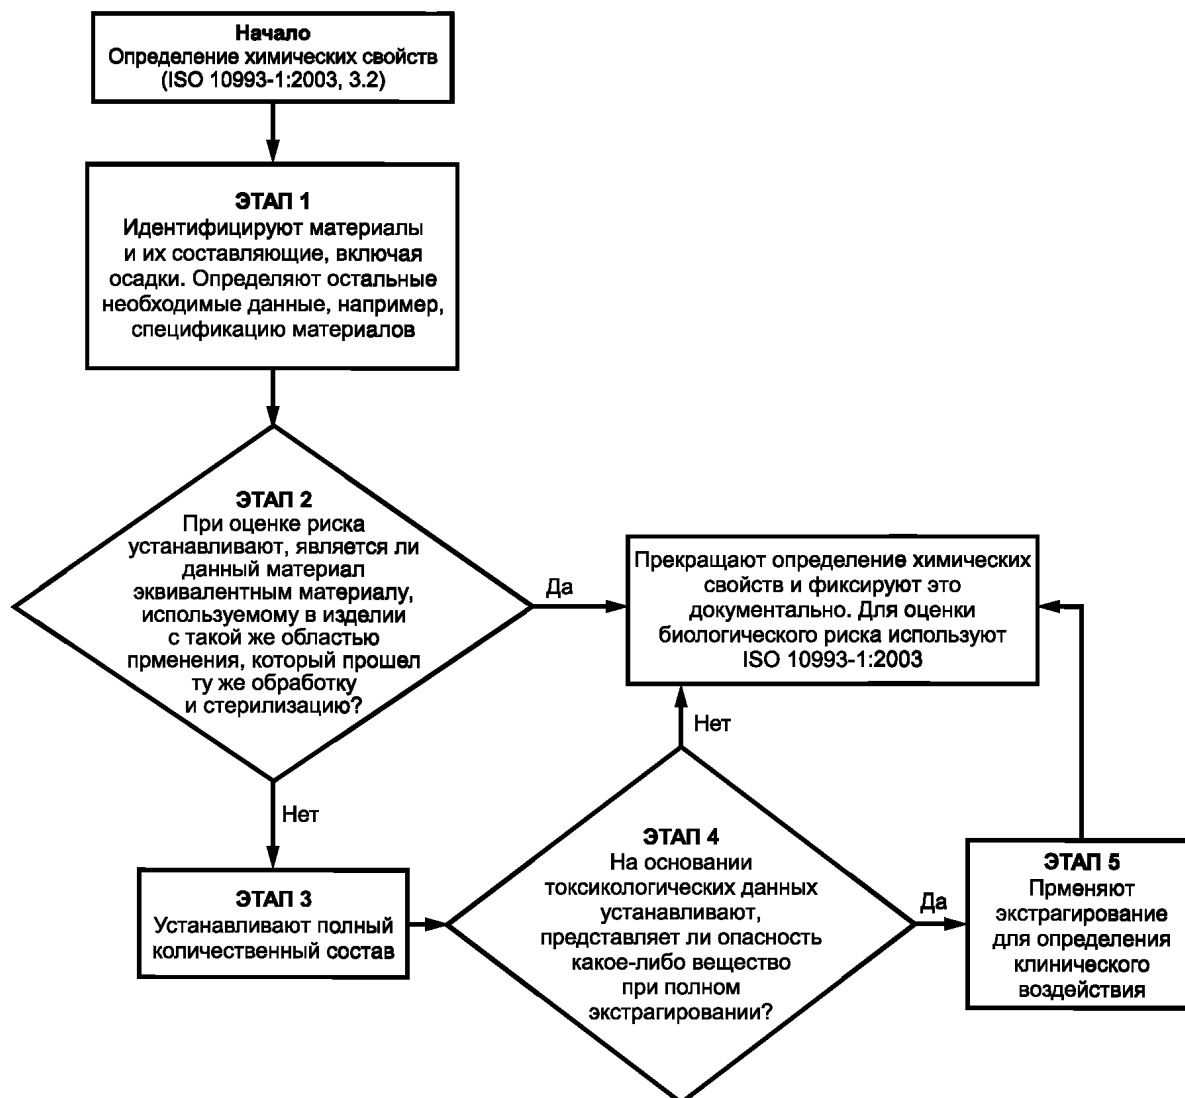 Начало
Определение химических свойств
(ISO 10993-1:2003, 3.2)
ЭТАП 1
Идентифицируют материалы
и их составляющие, включая
осадки. Определяют остальные
необходимые данные, например,
спецификацию материалов
ЭТАП 2
При оценке риска
устанавливают, является ли
данный материал
эквивалентным материалу,
используемому в изделии
с такой же областью
прменения, который прошел
ту же обработку
и стерилизацию?
Да
Прекращают определение химических
свойств и фиксируют это
документально. Для оценки
биологического риска используют
ISO 10993-1:2003
Нет
Нет
ЭТАП 3
Устанавливают полный
количественный состав
ЭТАП 4
На основании
токсикологических данных
устанавливают,
представляет ли опасность
какое-либо вещество
при полном
экстрагировании?
Да
ЭТАП 5
Прменяют
экстрагирование
для определения
клинического
воздействия